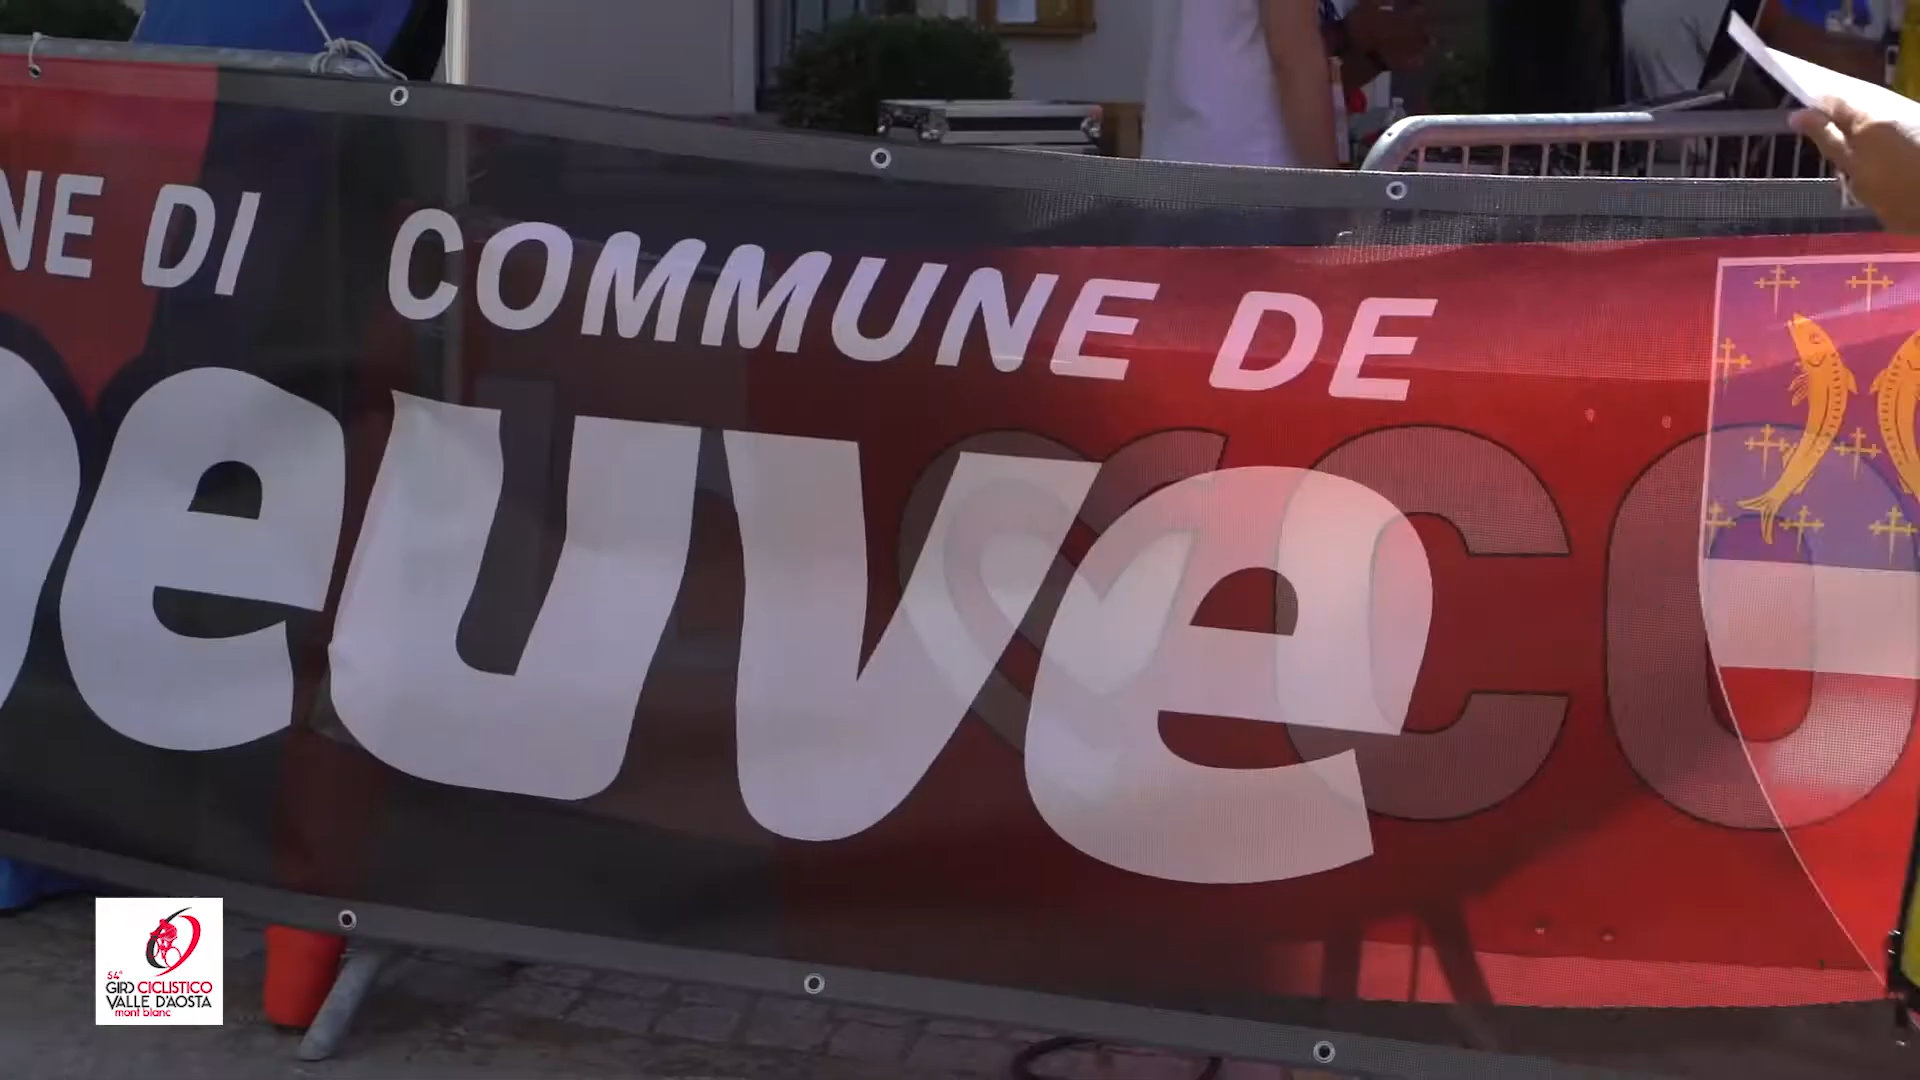 NE DI COMMUNE DE
euve
54°
GIRO CICLISTICO
VALLE D'AOSTA
mont blanc